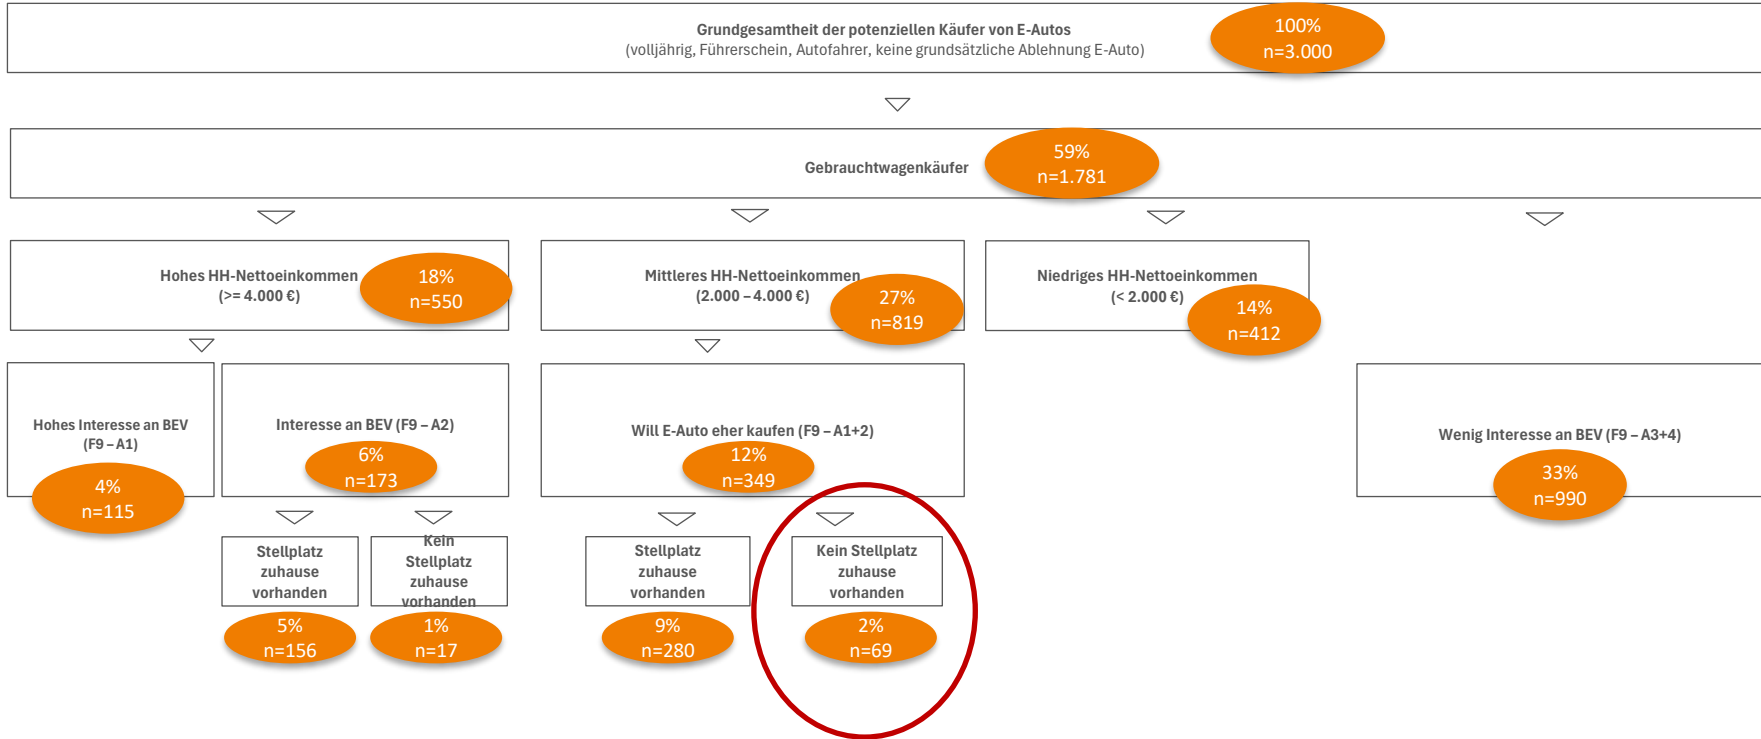 Grundgesamtheit der potenziellen Käufer von E-Autos
(volljährig, Führerschein, Autofahrer, keine grundsätzliche Ablehnung E-Auto)
100%
n=3.000
Gebrauchtwagenkäufer
59%
n=1.781
Hohes HH-Nettoeinkommen
(>= 4.000 €)
18%
n=550
Mittleres HH-Nettoeinkommen
(2.000 – 4.000 €)
27%
n=819
Niedriges HH-Nettoeinkommen
(< 2.000 €)
14%
n=412
Hohes Interesse an BEV
(F9 – A1)
4%
n=115
Interesse an BEV (F9 – A2)
6%
n=173
Will E-Auto eher kaufen (F9 – A1+2)
12%
n=349
Wenig Interesse an BEV (F9 – A3+4)
33%
n=990
Stellplatz
zuhause
vorhanden
5%
n=156
Kein
Stellplatz
zuhause
vorhanden
1%
n=17
Stellplatz
zuhause
vorhanden
9%
n=280
Kein Stellplatz
zuhause
vorhanden
2%
n=69